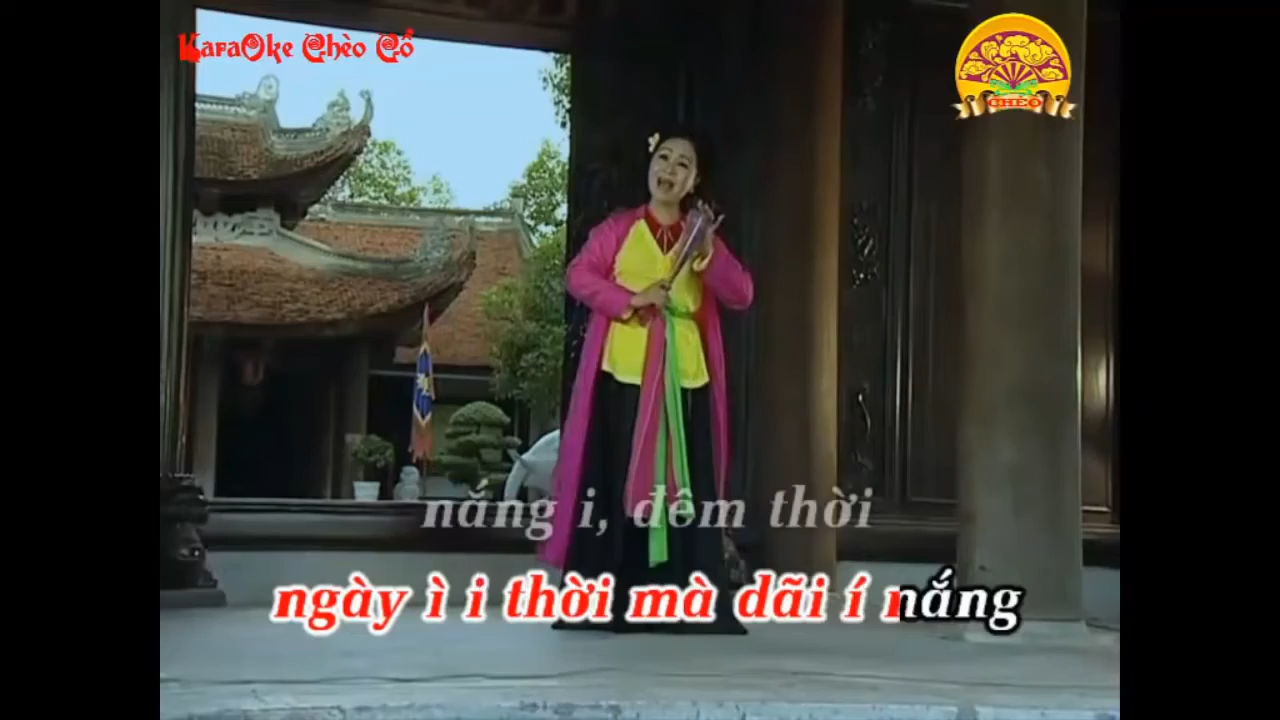 KaraOke Chèo Cổ
CHÈO
nắng i, đêm thời
ngày ì i thời mà dãi í nắng